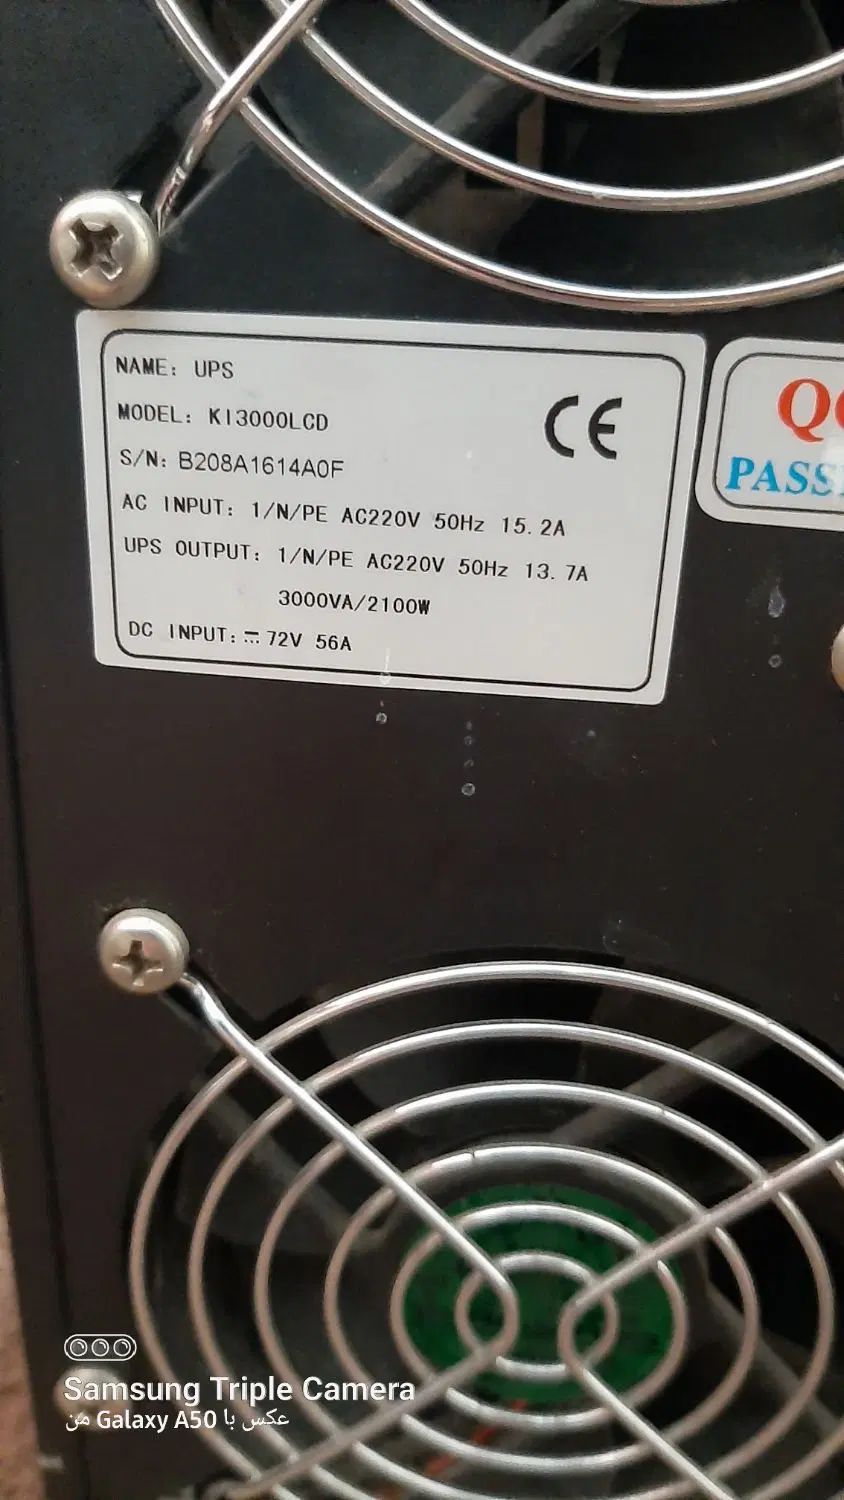 NAME: UPS
MODEL: KI3000LCD
S/N: B208A1614A0F
AC INPUT: 1/N/PE AC220V 50Hz 15.2A
UPS OUTPUT: 1/N/PE AC220V 50Hz 13.7A
3000VA/2100W
DC INPUT: ⎓ 72V 56A
CE
PASS
Samsung Triple Camera
عکس با Galaxy A50 من